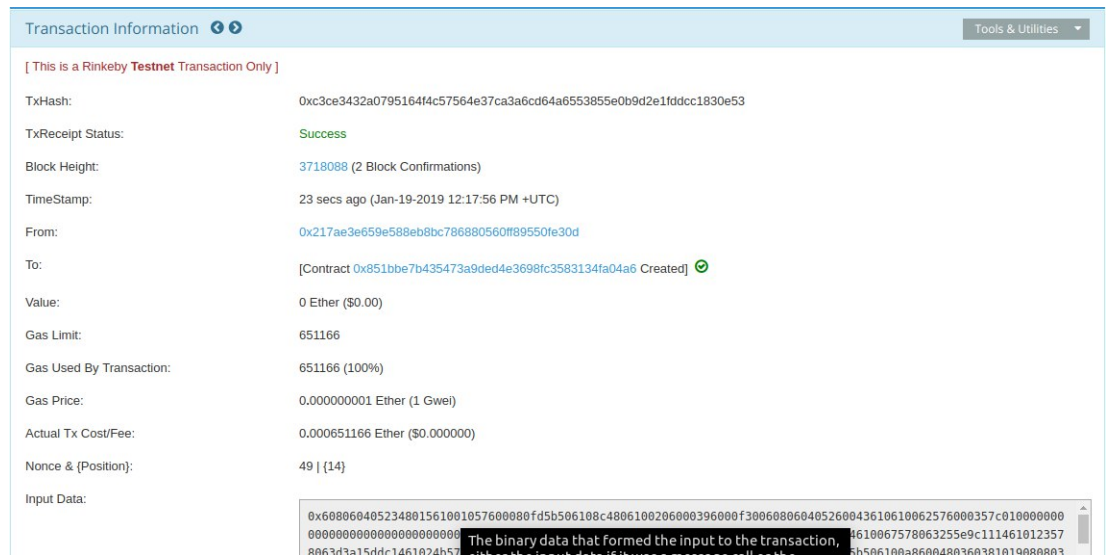 Transaction Information
Tools & Utilities
[ This is a Rinkeby Testnet Transaction Only ]
TxHash: 0xc3ce3432a0795164f4c57564e37ca3a6cd64a6553855e0b9d2e1fddcc1830e53
TxReceipt Status: Success
Block Height: 3718088 (2 Block Confirmations)
TimeStamp: 23 secs ago (Jan-19-2019 12:17:56 PM +UTC)
From: 0x217ae3e659e588eb8bc786880560ff89550fe30d
To: [Contract 0x851bbe7b435473a9ded4e3698fc3583134fa04a6 Created]
Value: 0 Ether ($0.00)
Gas Limit: 651166
Gas Used By Transaction: 651166 (100%)
Gas Price: 0.000000001 Ether (1 Gwei)
Actual Tx Cost/Fee: 0.000651166 Ether ($0.000000)
Nonce & {Position}: 49 | {14}
Input Data:
0x608060405234801561001057600080fd5b506108c4806100206000396000f300608060405260043610610062576000357c010000000
The binary data that formed the input to the transaction,